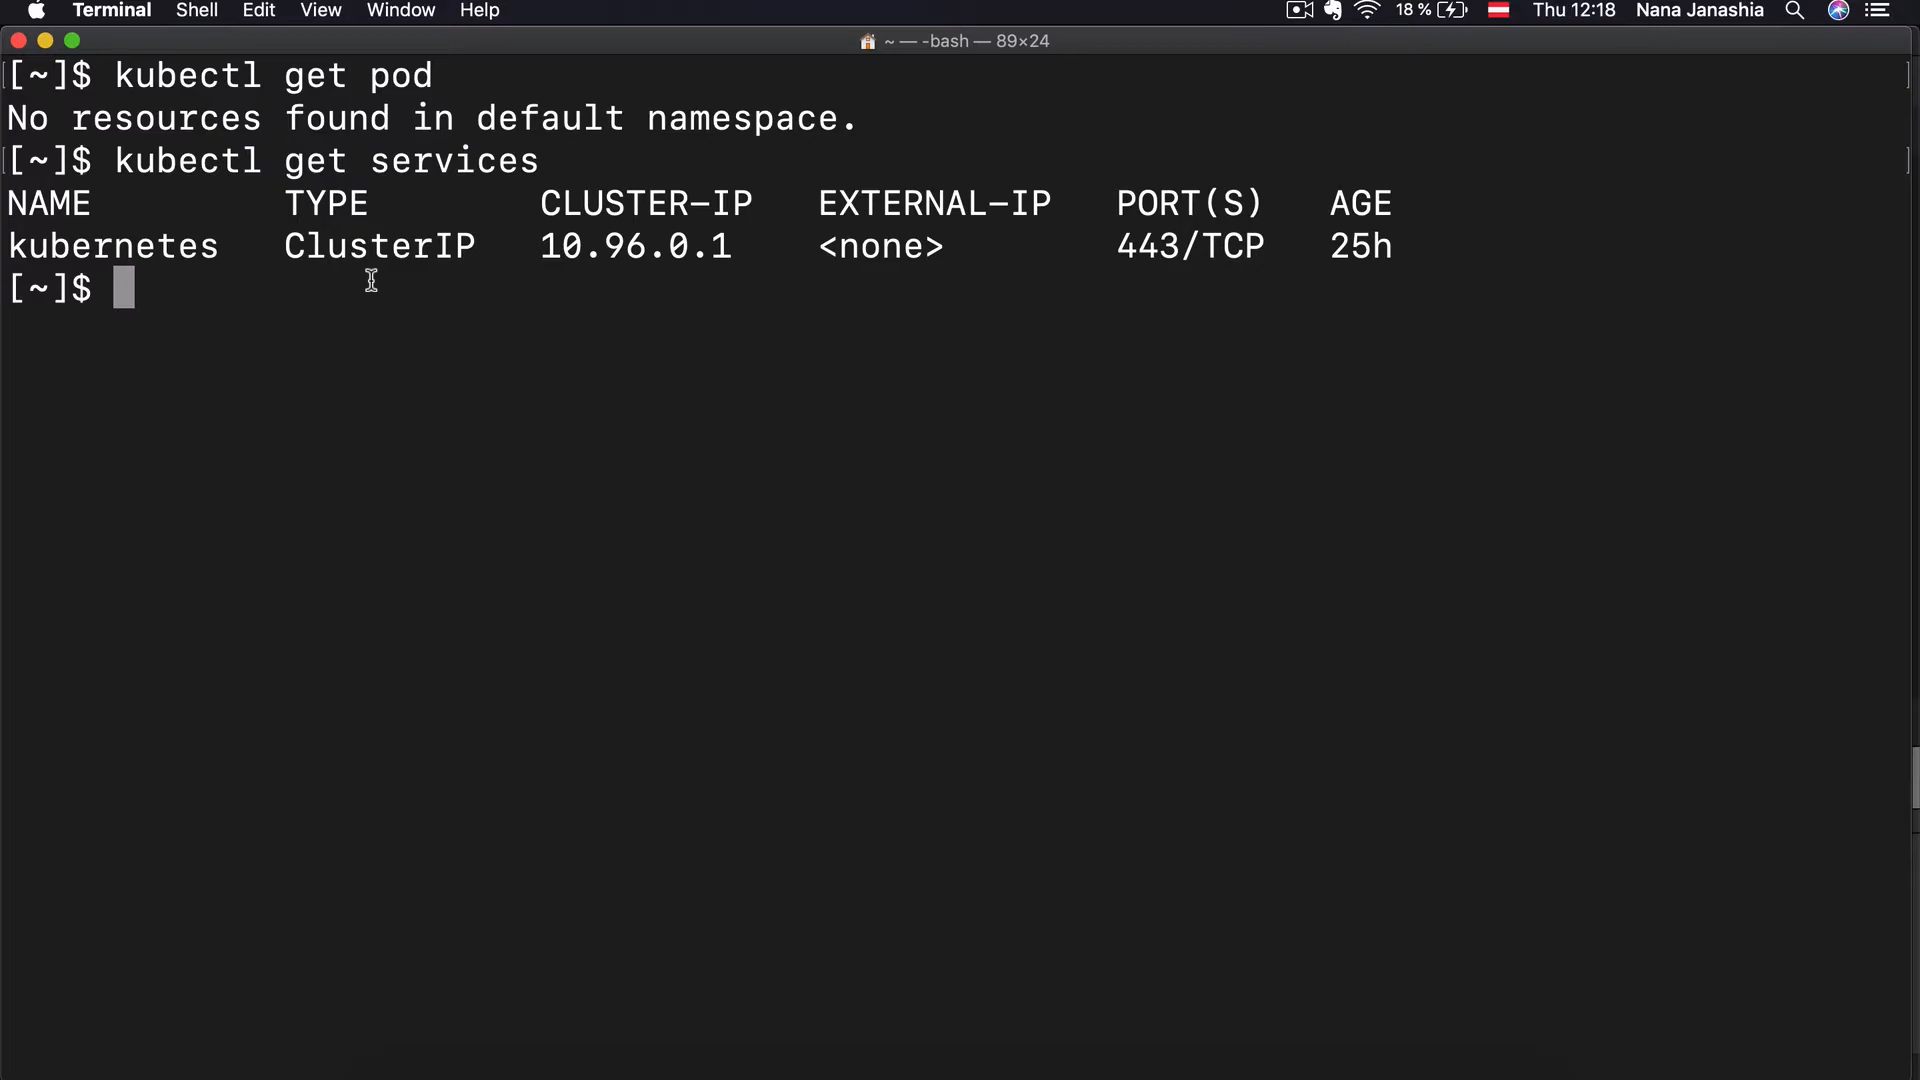 Terminal Shell Edit View Window Help 18 % Thu 12:18 Nana Janashia
~ — -bash — 89×24
[~]$ kubectl get pod
No resources found in default namespace.
[~]$ kubectl get services
NAME TYPE CLUSTER-IP EXTERNAL-IP PORT(S) AGE
kubernetes ClusterIP 10.96.0.1 <none> 443/TCP 25h
[~]$